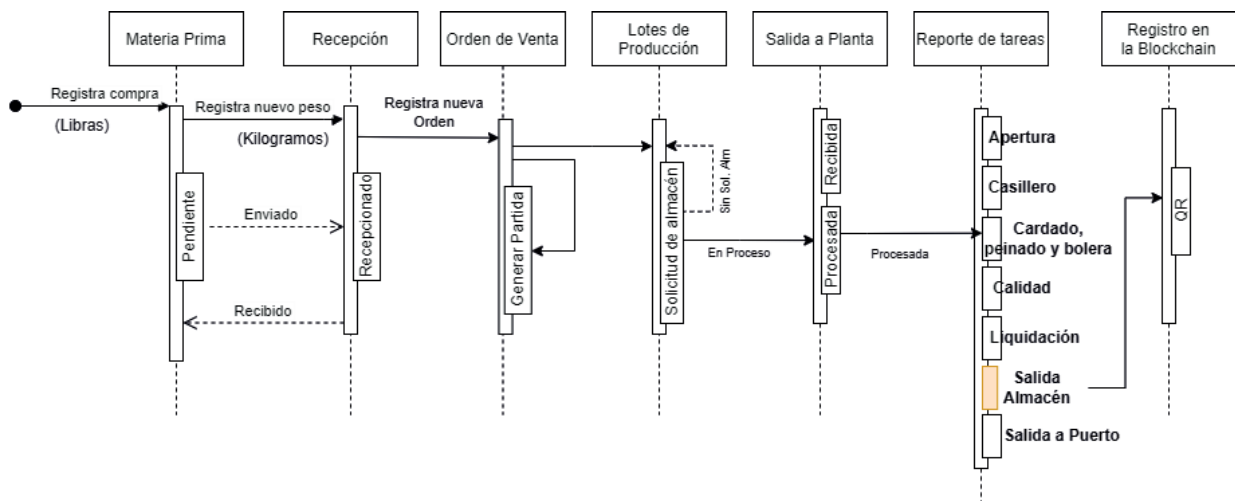 Materia Prima
Recepción
Orden de Venta
Lotes de
Producción
Salida a Planta
Reporte de tareas
Registro en
la Blockchain
Registra compra
(Libras)
Registra nuevo peso
(Kilogramos)
Registra nueva
Orden
Pendiente
Enviado
Recepcionado
Recibido
Generar Partida
Solicitud de almacén
Sin Sol. Alm
En Proceso
Recibida
Procesada
Procesada
Apertura
Casillero
Cardado,
peinado y bolera
Calidad
Liquidación
Salida
Almacén
Salida a Puerto
QR